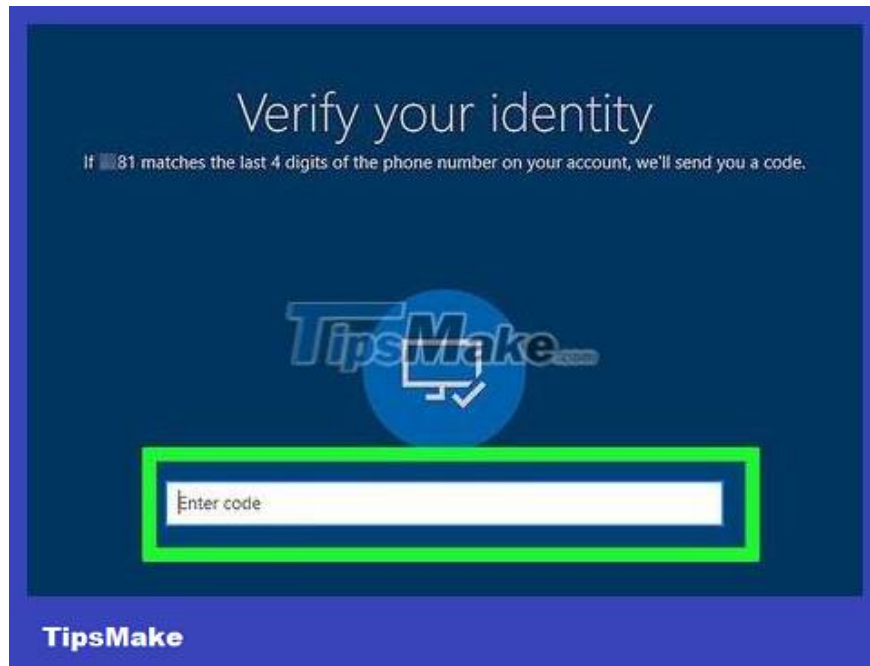 Verify your identity
If 81 matches the last 4 digits of the phone number on your account, we'll send you a code.
TipsMake.com
Enter code
TipsMake